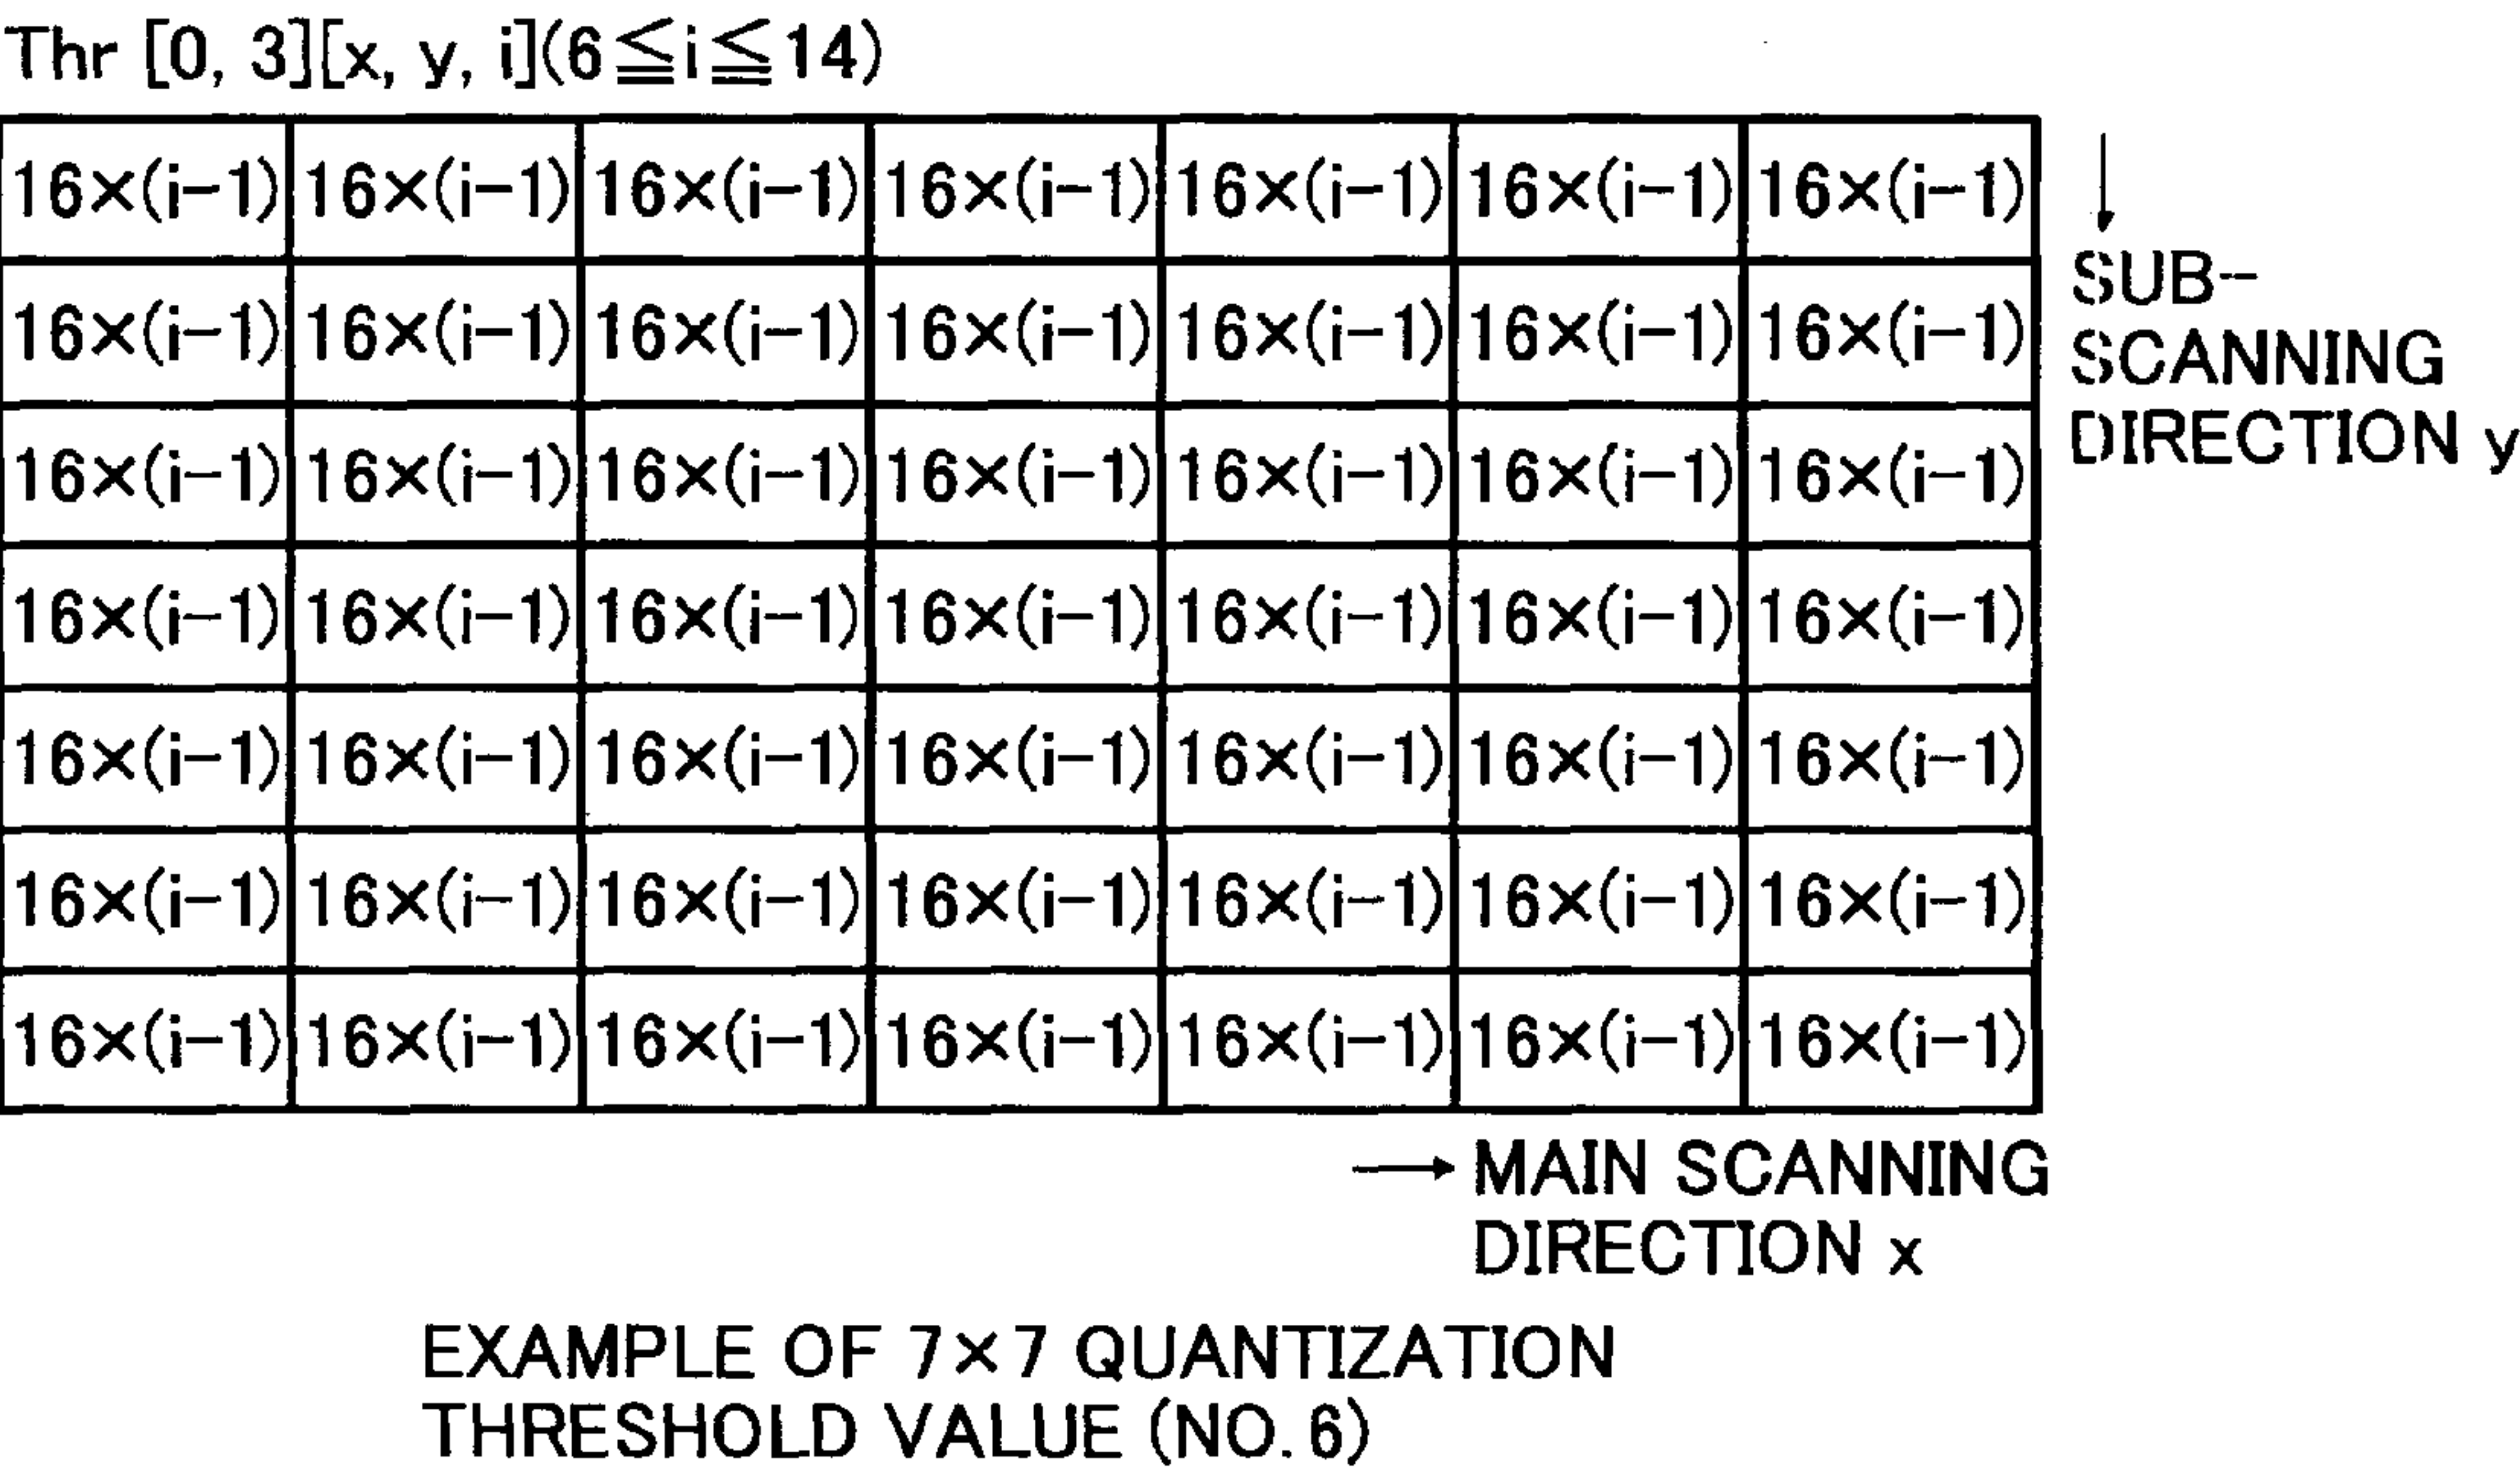 Thr [0, 3][x, y, i](6≦i≦14)
16×(i−1) 16×(i−1) 16×(i−1) 16×(i−1) 16×(i−1) 16×(i−1) 16×(i−1)
16×(i−1) 16×(i−1) 16×(i−1) 16×(i−1) 16×(i−1) 16×(i−1) 16×(i−1)
16×(i−1) 16×(i−1) 16×(i−1) 16×(i−1) 16×(i−1) 16×(i−1) 16×(i−1)
16×(i−1) 16×(i−1) 16×(i−1) 16×(i−1) 16×(i−1) 16×(i−1) 16×(i−1)
16×(i−1) 16×(i−1) 16×(i−1) 16×(i−1) 16×(i−1) 16×(i−1) 16×(i−1)
16×(i−1) 16×(i−1) 16×(i−1) 16×(i−1) 16×(i−1) 16×(i−1) 16×(i−1)
16×(i−1) 16×(i−1) 16×(i−1) 16×(i−1) 16×(i−1) 16×(i−1) 16×(i−1)
SUB-
SCANNING
DIRECTION y
MAIN SCANNING
DIRECTION x
EXAMPLE OF 7×7 QUANTIZATION
THRESHOLD VALUE (NO. 6)